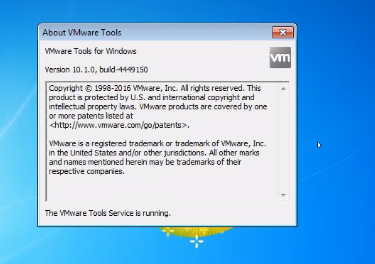 About VMware Tools
VMware Tools for Windows
vm
Version 10.1.0, build-4449150
Copyright © 1998-2016 VMware, Inc. All rights reserved. This
product is protected by U.S. and international copyright and
intellectual property laws. VMware products are covered by one
or more patents listed at
<http://www.vmware.com/go/patents>.
VMware is a registered trademark or trademark of VMware, Inc.
in the United States and/or other jurisdictions. All other marks
and names mentioned herein may be trademarks of their
respective companies.
The VMware Tools Service is running.